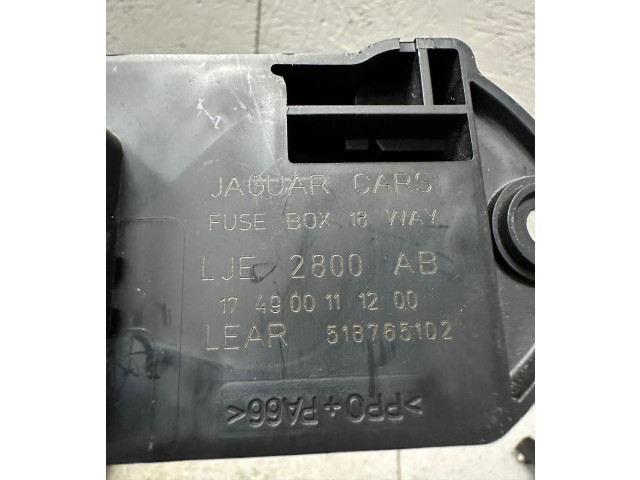 JAGUAR CARS
FUSE BOX 18 WAY
LJE 2800 AB
17 49 00 11 12 00
LEAR 518765102
>PPO+PA66<